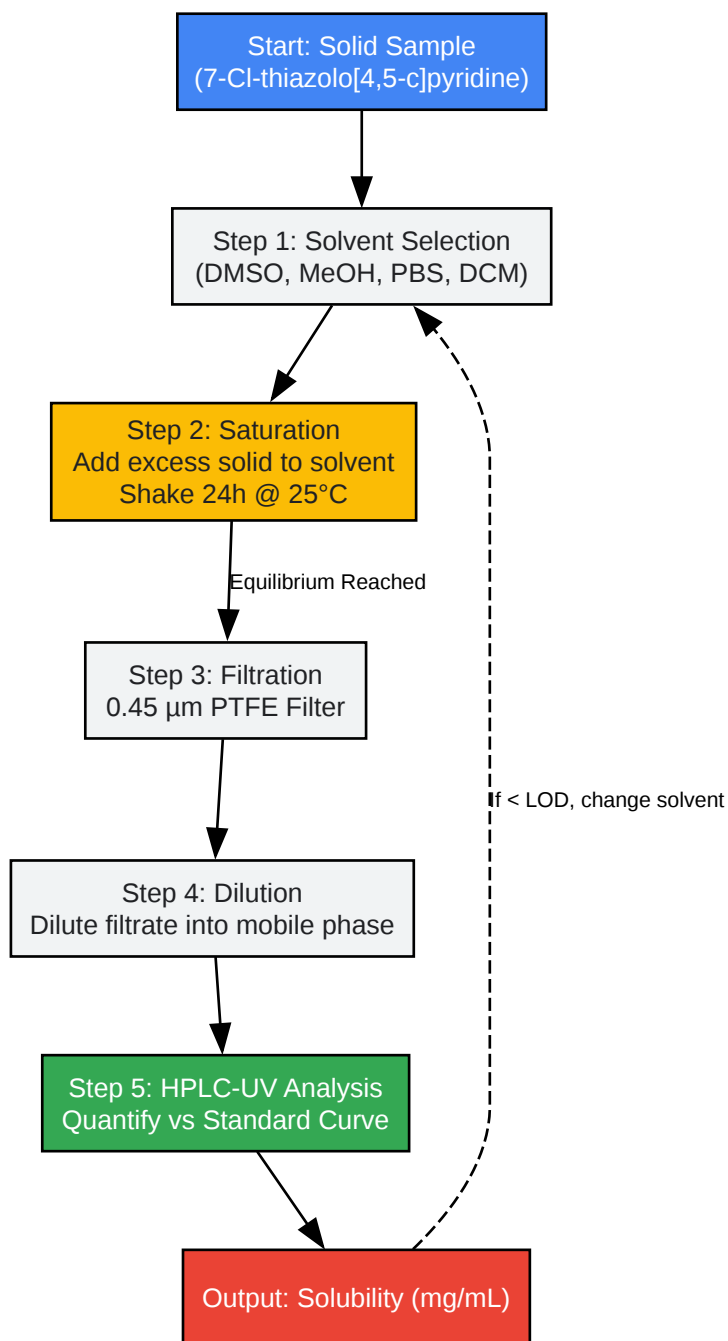 Start: Solid Sample
(7-Cl-thiazolo[4,5-c]pyridine)
Step 1: Solvent Selection
(DMSO, MeOH, PBS, DCM)
Step 2: Saturation
Add excess solid to solvent
Shake 24h @ 25°C
Equilibrium Reached
Step 3: Filtration
0.45 µm PTFE Filter
If < LOD, change solvent
Step 4: Dilution
Dilute filtrate into mobile phase
Step 5: HPLC-UV Analysis
Quantify vs Standard Curve
Output: Solubility (mg/mL)